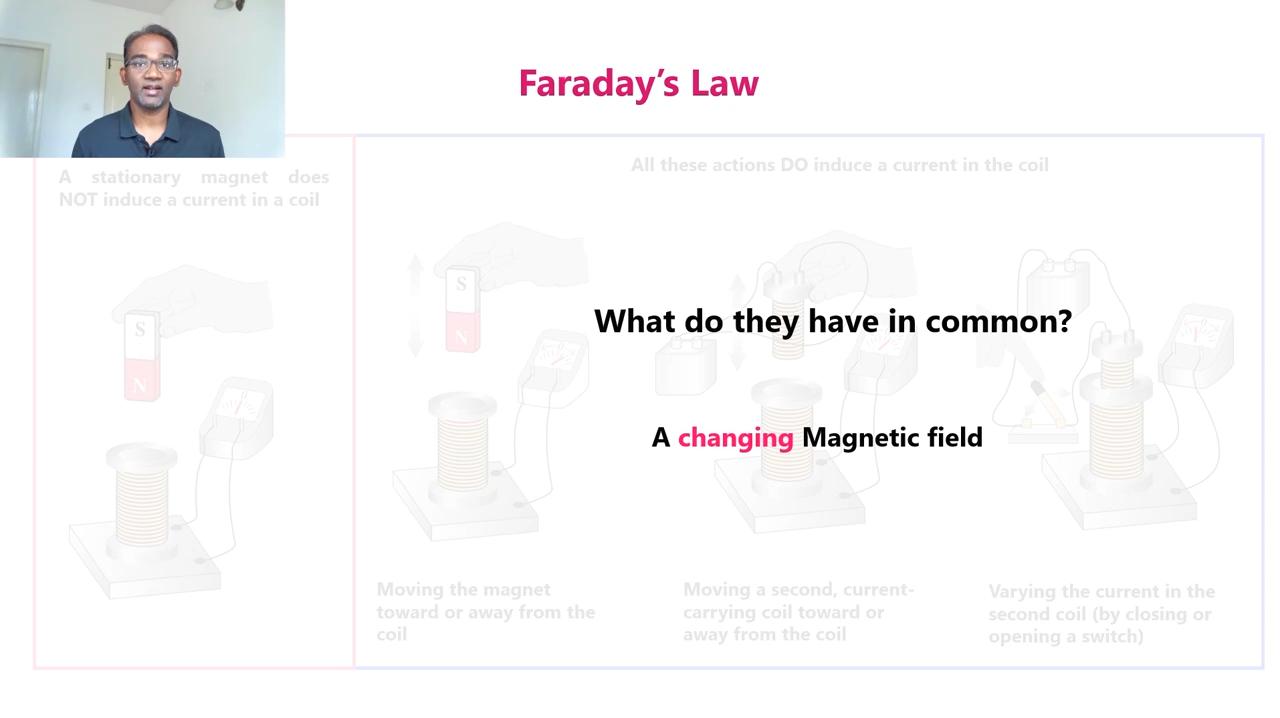 Faraday's Law
A stationary magnet does
NOT induce a current in a coil
All these actions DO induce a current in the coil
S
N
0
S
N
0
What do they have in common?
A changing Magnetic field
Moving the magnet
toward or away from the
coil
Moving a second, current-
carrying coil toward or
away from the coil
Varying the current in the
second coil (by closing or
opening a switch)